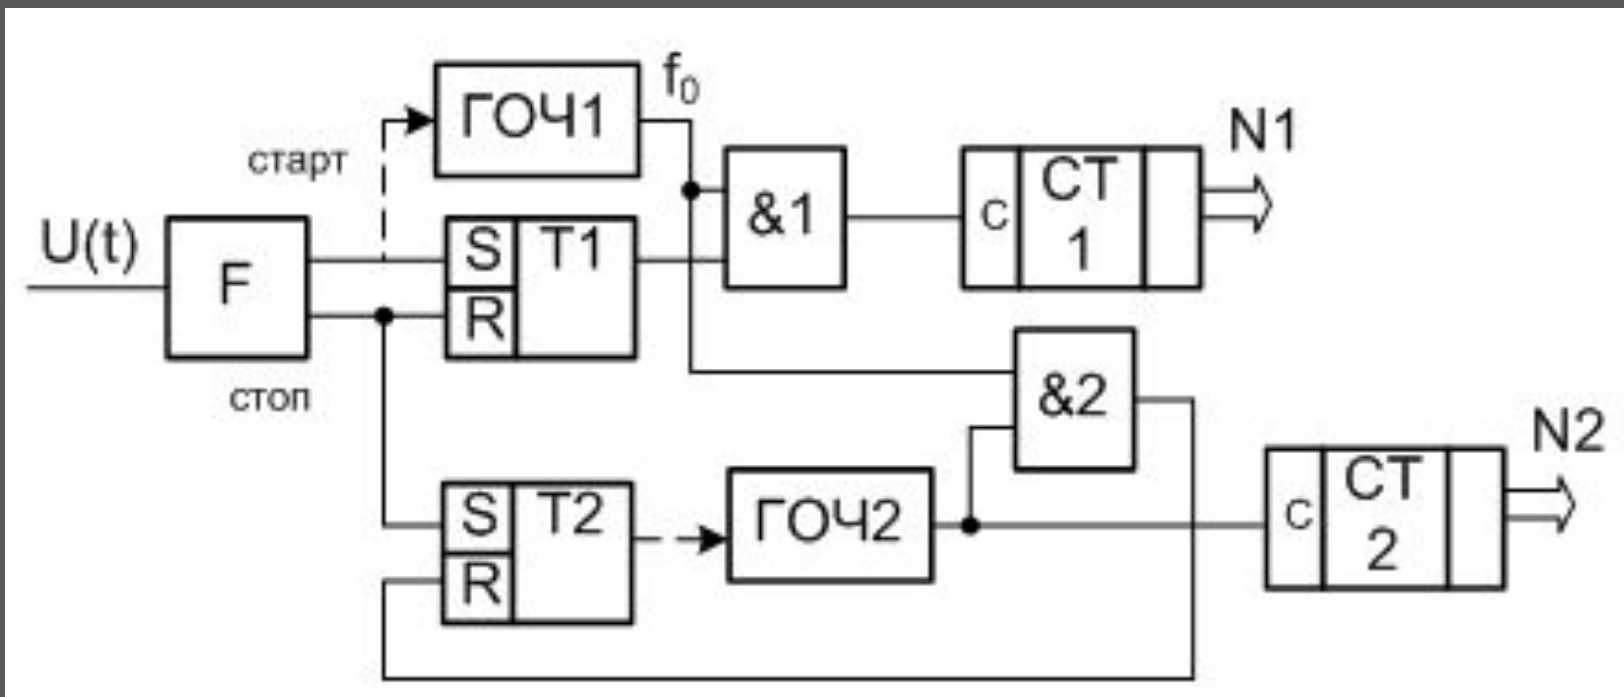 ГОЧ1
f₀
старт
U(t)
F
S
T1
R
&1
C
CT
1
N1
стоп
&2
S
T2
R
ГОЧ2
C
CT
2
N2